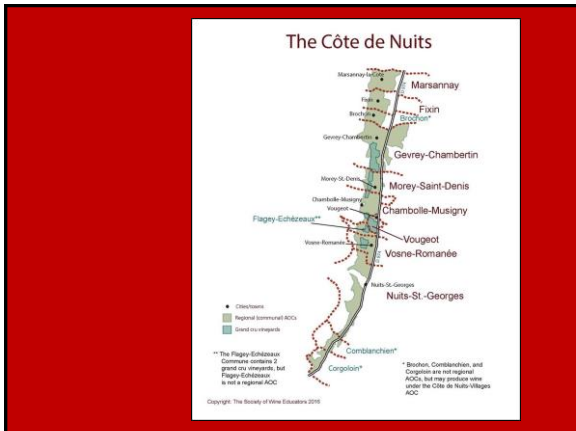 The Côte de Nuits
Marsannay-la-Côte
Marsannay
Fixin
Fixin
Brochon
Brochon*
Gevrey-Chambertin
Gevrey-Chambertin
Morey-St.-Denis
Morey-Saint-Denis
Chambolle-Musigny
Chambolle-Musigny
Vougeot
Flagey-Echézeaux**
Vougeot
Vosne-Romanée
Vosne-Romanée
Nuits-St.-Georges
Nuits-St.-Georges
Cities/towns
Regional (communal) AOCs
Grand cru vineyards
Comblanchien*
Corgoloin*
** The Flagey-Echézeaux
Commune contains 2
grand cru vineyards, but
Flagey-Echézeaux
is not a regional AOC
* Brochon, Comblanchien, and
Corgoloin are not regional
AOCs, but may produce wine
under the Côte de Nuits-Villages
AOC
Copyright: The Society of Wine Educators 2016